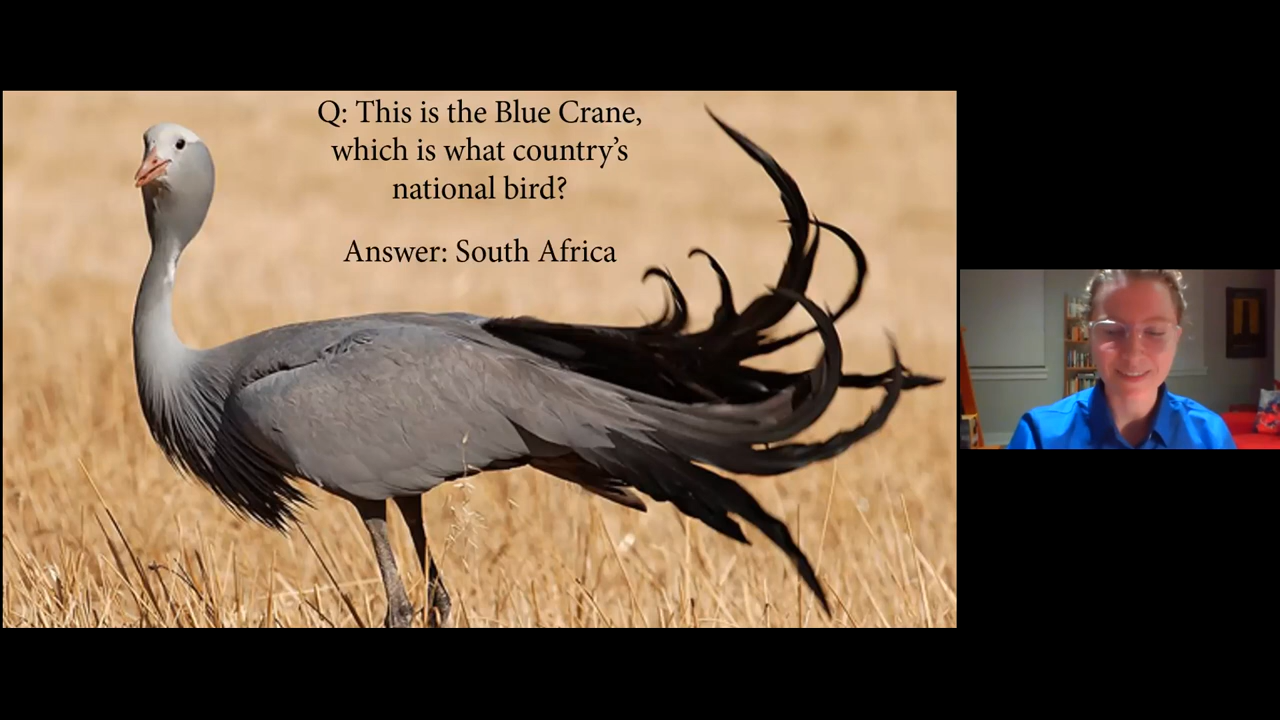 Q: This is the Blue Crane,
which is what country’s
national bird?
Answer: South Africa